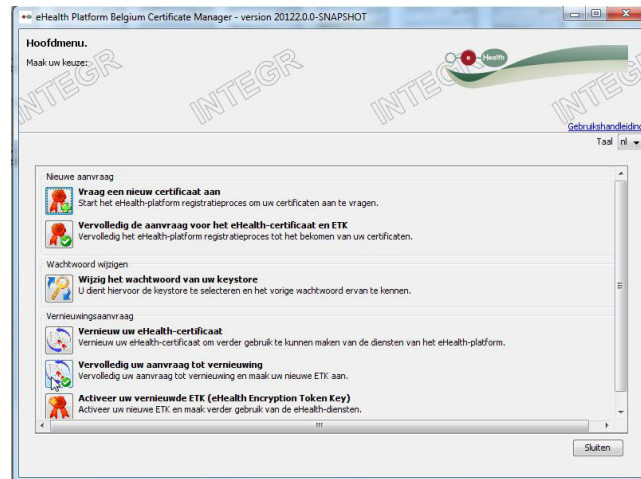 eHealth Platform Belgium Certificate Manager - version 20122.0.0-SNAPSHOT
Hoofdmenu.
Maak uw keuze:
INTEGR INTEGR INTEGR INTEGR
Health
Gebruikshandleiding
Taal nl
Nieuwe aanvraag
Vraag een nieuw certificaat aan
Start het eHealth-platform registratieproces om uw certificaten aan te vragen.
Vervolledig de aanvraag voor het eHealth-certificaat en ETK
Vervolledig het eHealth-platform registratieproces tot het bekomen van uw certificaten.
Wachtwoord wijzigen
Wijzig het wachtwoord van uw keystore
U dient hiervoor de keystore te selecteren en het vorige wachtwoord ervan te kennen.
Vernieuwingsaanvraag
Vernieuw uw eHealth-certificaat
Vernieuw uw eHealth-certificaat om verder gebruik te kunnen maken van de diensten van het eHealth-platform.
Vervolledig uw aanvraag tot vernieuwing
Vervolledig uw aanvraag tot vernieuwing en maak uw nieuwe ETK aan.
Activeer uw vernieuwde ETK (eHealth Encryption Token Key)
Activeer uw nieuwe ETK en maak verder gebruik van de eHealth-diensten.
Sluiten